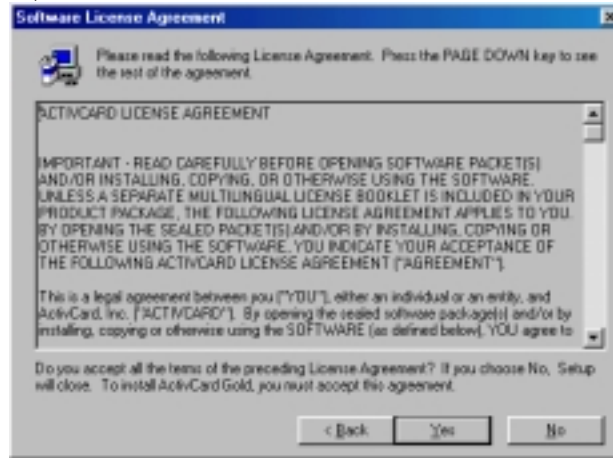 Software License Agreement
Please read the following License Agreement. Press the PAGE DOWN key to see
the rest of the agreement.
ACTIVCARD LICENSE AGREEMENT
IMPORTANT - READ CAREFULLY BEFORE OPENING SOFTWARE PACKET(S)
AND/OR INSTALLING, COPYING, OR OTHERWISE USING THE SOFTWARE.
UNLESS A SEPARATE MULTILINGUAL LICENSE BOOKLET IS INCLUDED IN YOUR
PRODUCT PACKAGE, THE FOLLOWING LICENSE AGREEMENT APPLIES TO YOU.
BY OPENING THE SEALED PACKET(S) AND/OR BY INSTALLING, COPYING OR
OTHERWISE USING THE SOFTWARE, YOU INDICATE YOUR ACCEPTANCE OF
THE FOLLOWING ACTIVCARD LICENSE AGREEMENT ("AGREEMENT").
This is a legal agreement between you ("YOU"), either an individual or an entity, and
ActivCard, Inc. ("ACTIVCARD"). By opening the sealed software package(s) and/or by
installing, copying or otherwise using the SOFTWARE (as defined below), YOU agree to
Do you accept all the terms of the preceding License Agreement? If you choose No, Setup
will close. To install ActivCard Gold, you must accept this agreement.
< Back
Yes
No